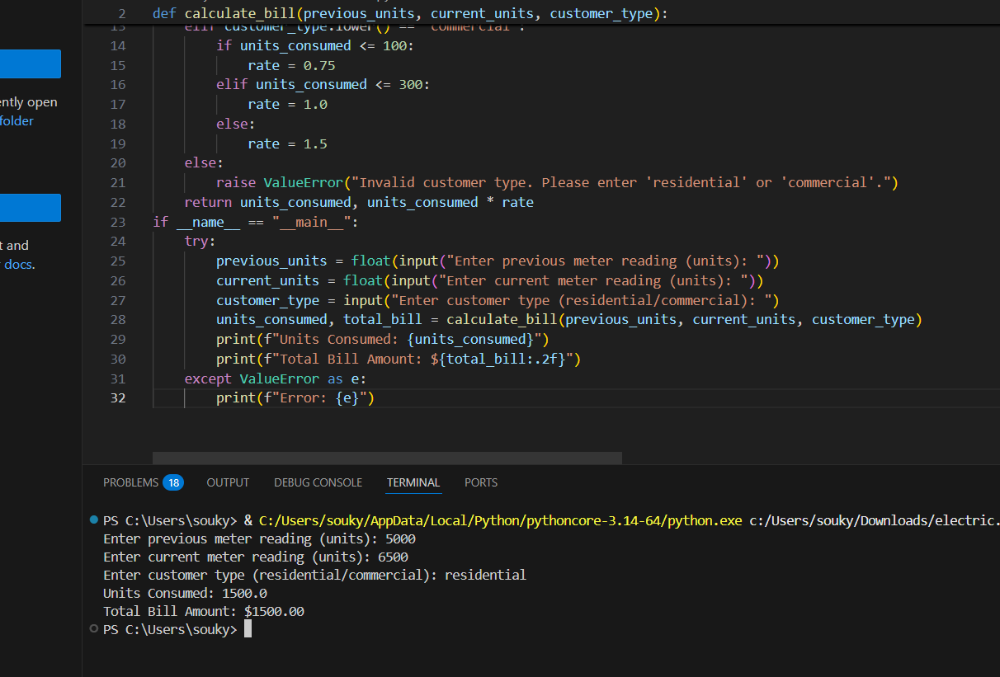 2 def calculate_bill(previous_units, current_units, customer_type):
13 elif customer_type.lower() == "commercial":
14 if units_consumed <= 100:
15 rate = 0.75
16 elif units_consumed <= 300:
17 rate = 1.0
18 else:
19 rate = 1.5
20 else:
21 raise ValueError("Invalid customer type. Please enter 'residential' or 'commercial'.")
22 return units_consumed, units_consumed * rate
23 if __name__ == "__main__":
24 try:
25 previous_units = float(input("Enter previous meter reading (units): "))
26 current_units = float(input("Enter current meter reading (units): "))
27 customer_type = input("Enter customer type (residential/commercial): ")
28 units_consumed, total_bill = calculate_bill(previous_units, current_units, customer_type)
29 print(f"Units Consumed: {units_consumed}")
30 print(f"Total Bill Amount: ${total_bill:.2f}")
31 except ValueError as e:
32 print(f"Error: {e}")
ently open
folder
t and
docs.
PROBLEMS 18 OUTPUT DEBUG CONSOLE TERMINAL PORTS
PS C:\Users\souky> & C:/Users/souky/AppData/Local/Python/pythoncore-3.14-64/python.exe c:/Users/souky/Downloads/electric.
Enter previous meter reading (units): 5000
Enter current meter reading (units): 6500
Enter customer type (residential/commercial): residential
Units Consumed: 1500.0
Total Bill Amount: $1500.00
PS C:\Users\souky>